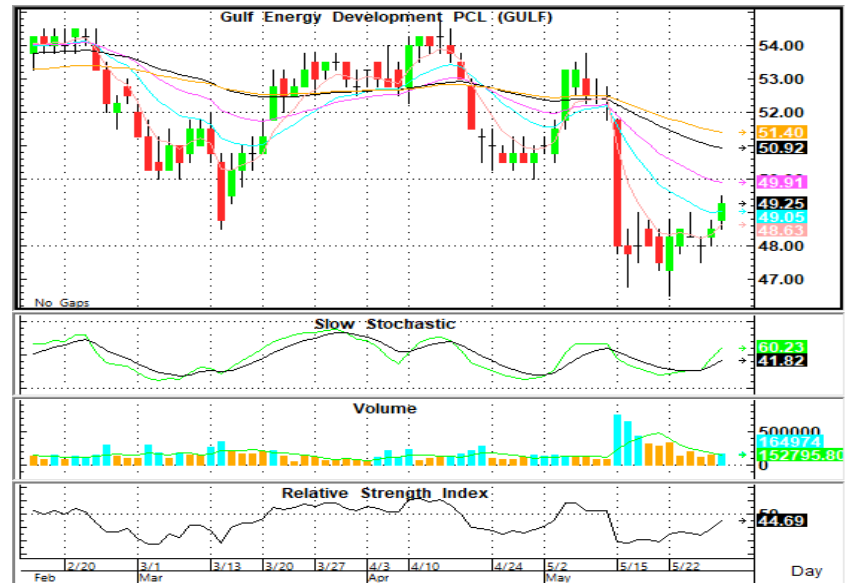 Gulf Energy Development PCL (GULF)
54.00
53.00
52.00
51.40
50.92
49.91
49.25
49.05
48.63
48.00
47.00
No Gaps
Slow Stochastic
60.23
41.82
Volume
500000
164974
152795.80
0
Relative Strength Index
44.69
2/20 3/1 3/13 3/20 3/27 4/3 4/10 4/24 5/2 5/15 5/22
Feb Mar Apr May Day